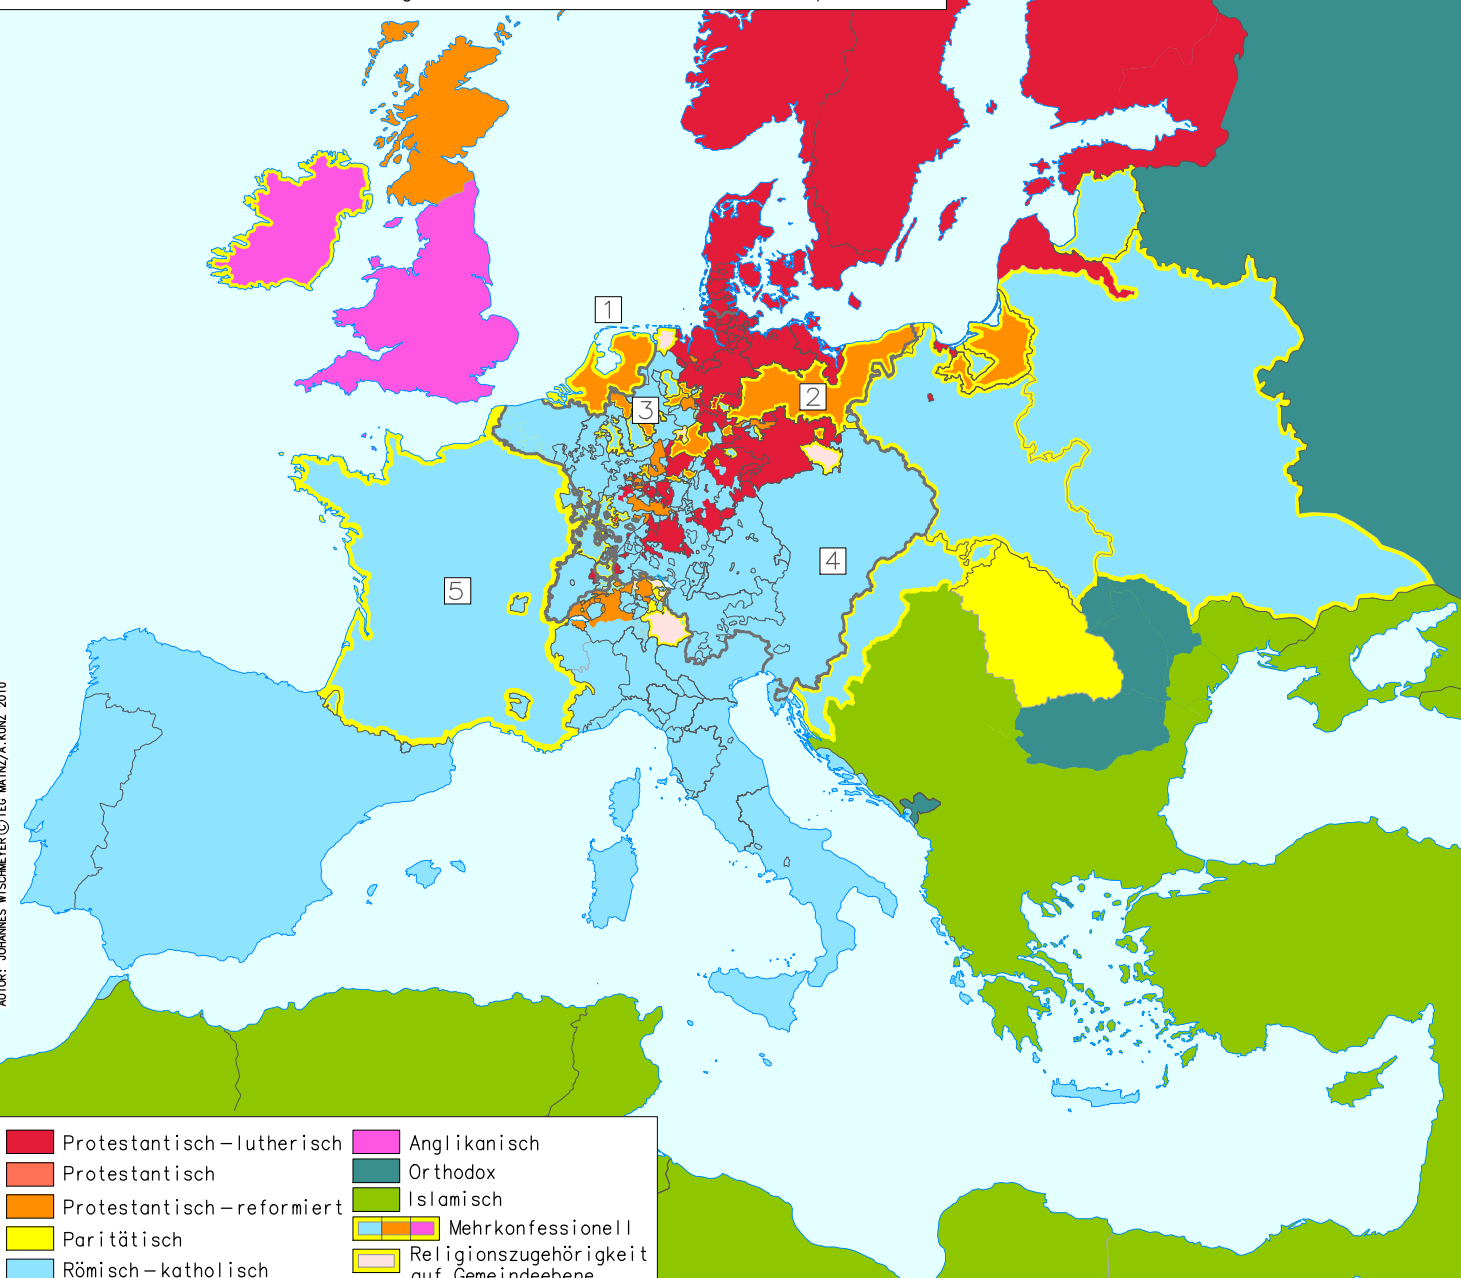 1
2
3
4
5
AUTOR: JOHANNES WISCHMEYER©IEG MAINZ/A.KUNZ 2010
Protestantisch-lutherisch
Protestantisch
Protestantisch-reformiert
Paritätisch
Römisch-katholisch
Anglikanisch
Orthodox
Islamisch
Mehrkonfessionell
Religionszugehörigkeit
auf Gemeindeebene